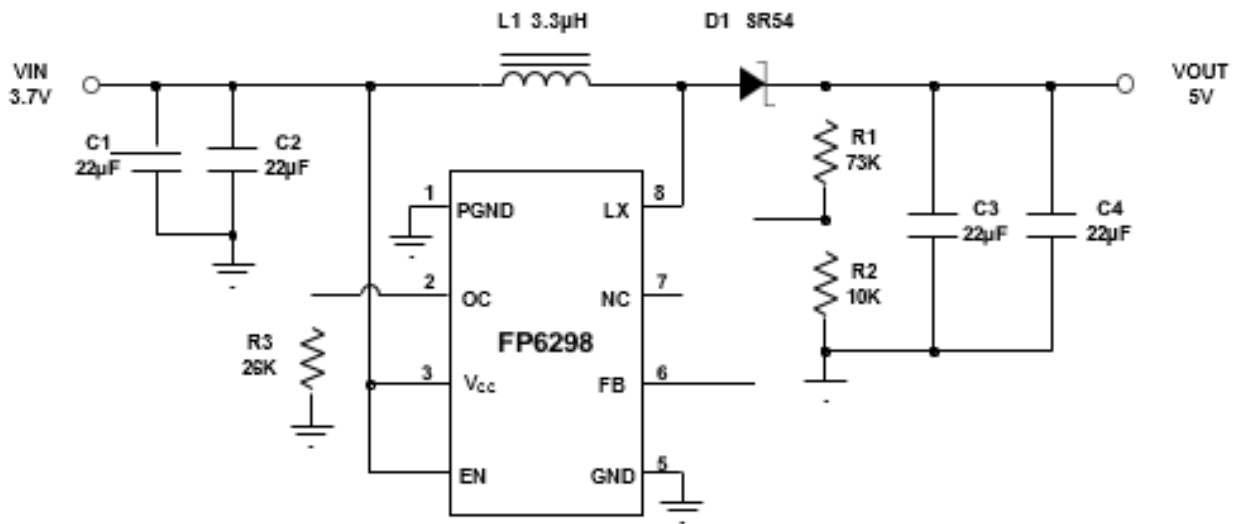 L1 3.3µH
D1 SR54
VIN
3.7V
VOUT
5V
C1
22µF
C2
22µF
R1
73K
C3
22µF
C4
22µF
R2
10K
R3
26K
1
PGND
LX
8
2
OC
NC
7
FP6298
3
Vcc
FB
6
EN
GND
5